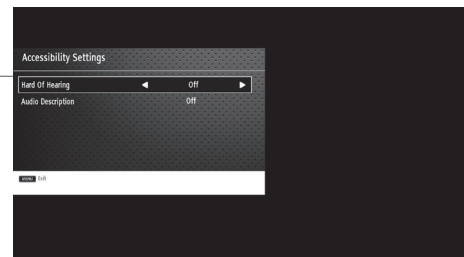 Accessibility Settings
Hard Of Hearing Off
Audio Description Off
MENU Exit